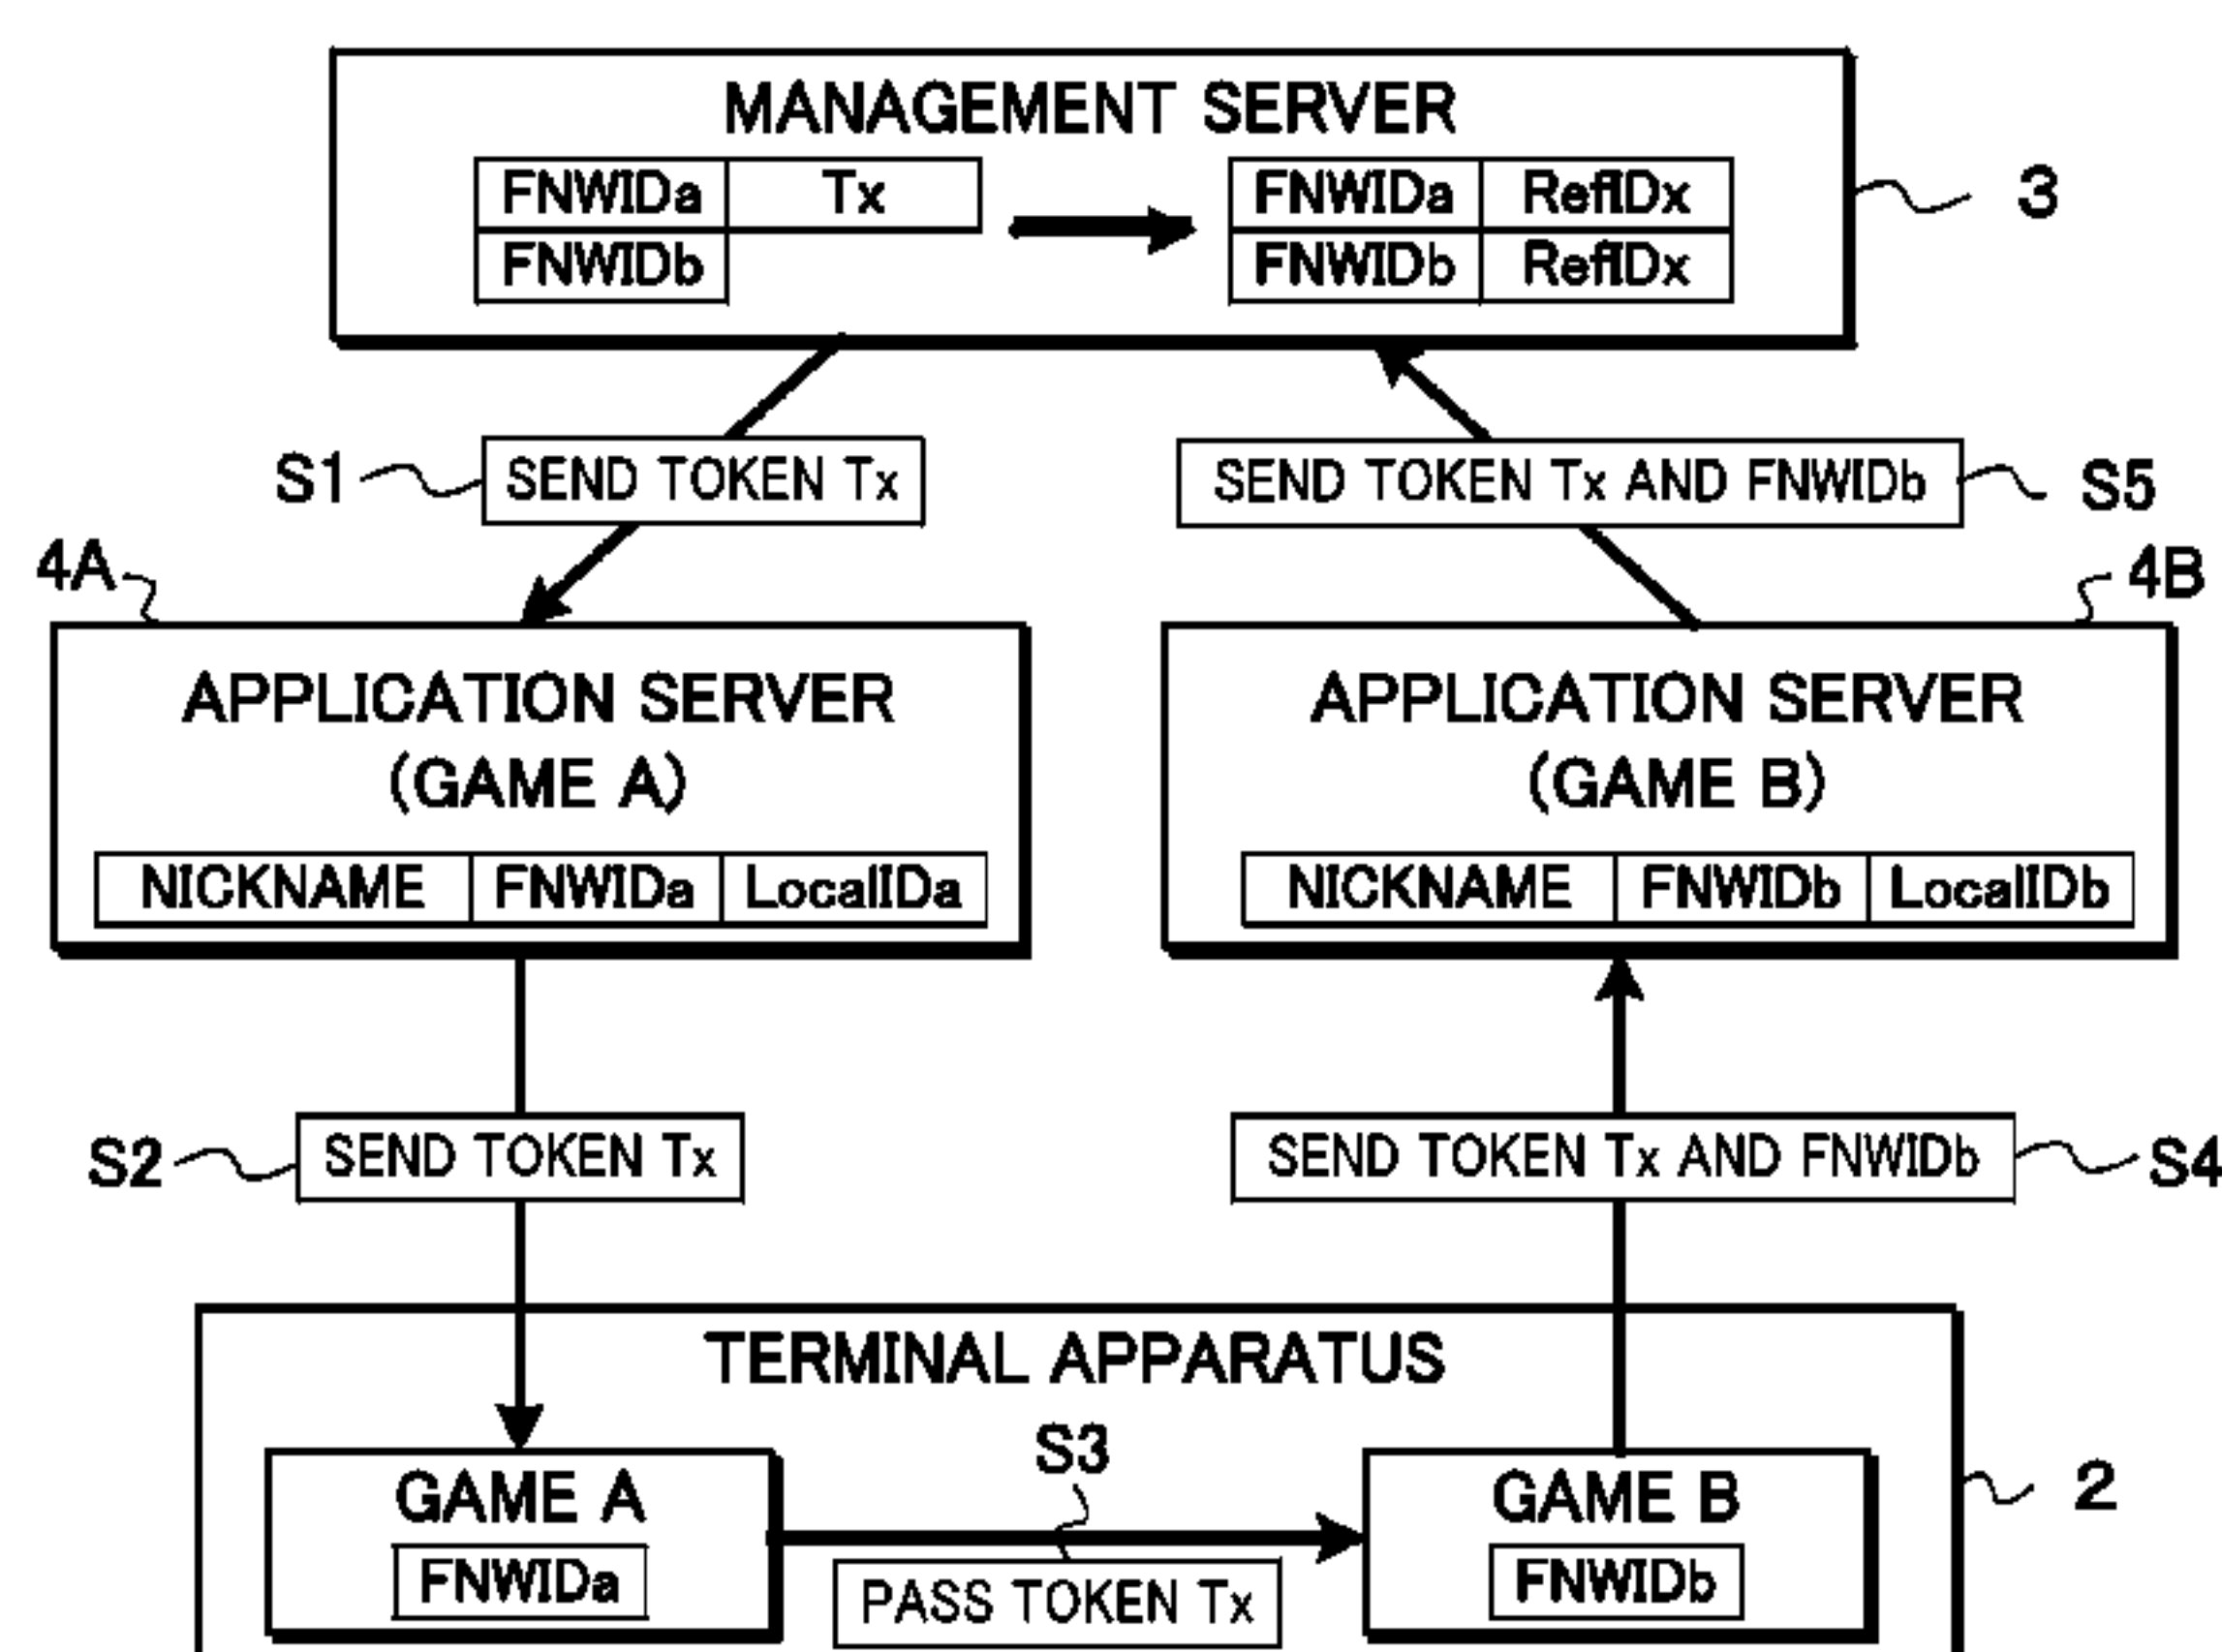 MANAGEMENT SERVER
FNWIDa Tx FNWIDa RefIDx
FNWIDb FNWIDb RefIDx
3
S1 SEND TOKEN Tx SEND TOKEN Tx AND FNWIDb S5
4A 4B
APPLICATION SERVER APPLICATION SERVER
(GAME A) (GAME B)
NICKNAME FNWIDa LocalIDa NICKNAME FNWIDb LocalIDb
S2 SEND TOKEN Tx SEND TOKEN Tx AND FNWIDb S4
TERMINAL APPARATUS
S3
GAME A GAME B 2
FNWIDa PASS TOKEN Tx FNWIDb